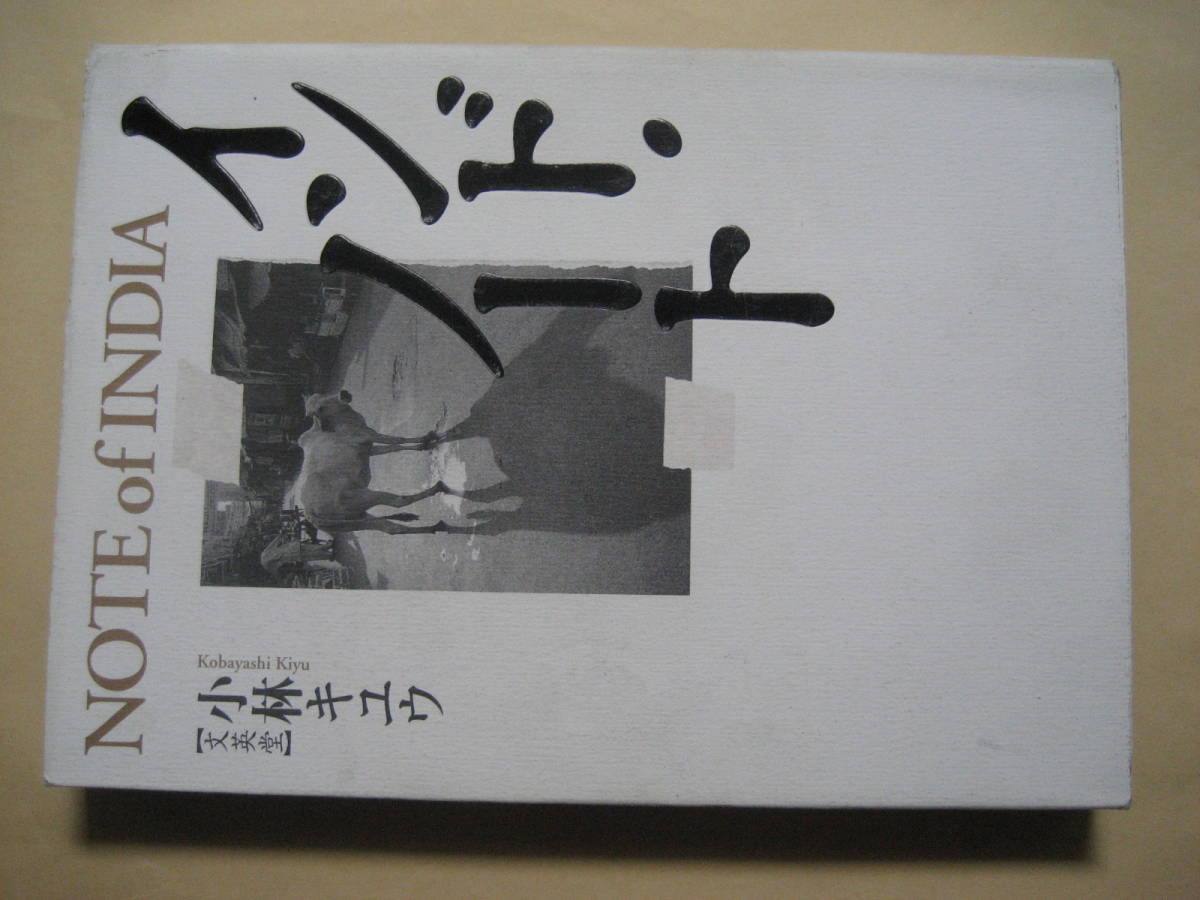 インド・
ノート
NOTE of INDIA
Kobayashi Kiyu
小林キユウ
【文英堂】